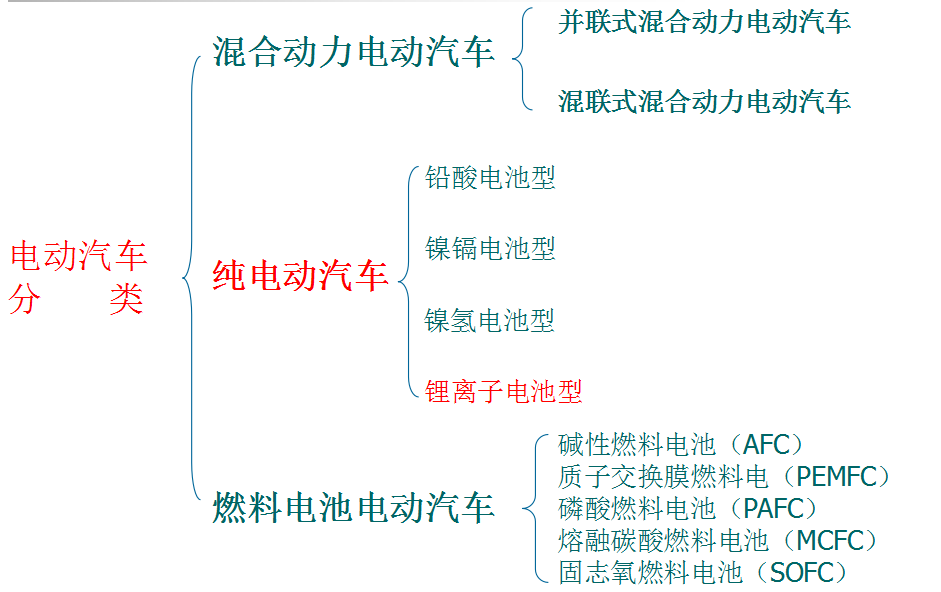 混合动力电动汽车
并联式混合动力电动汽车
混联式混合动力电动汽车
电动汽车
分 类
纯电动汽车
铅酸电池型
镍镉电池型
镍氢电池型
锂离子电池型
燃料电池电动汽车
碱性燃料电池（AFC）
质子交换膜燃料电（PEMFC）
磷酸燃料电池（PAFC）
熔融碳酸燃料电池（MCFC）
固志氧燃料电池（SOFC）